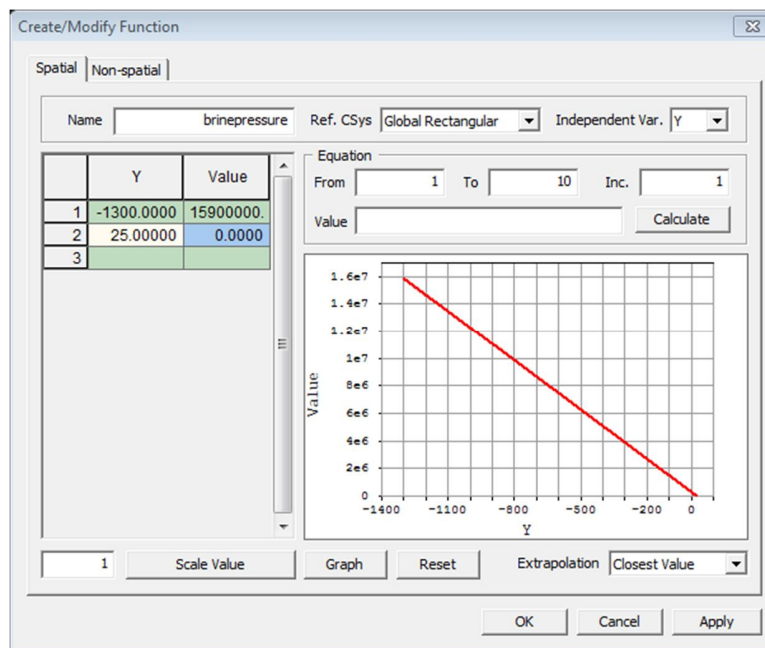 Create/Modify Function
Spatial Non-spatial
Name brinepressure Ref. CSys Global Rectangular Independent Var. Y
Y Value
1 -1300.0000 15900000.
2 25.00000 0.0000
3
Equation
From 1 To 10 Inc. 1
Value Calculate
1.6e7
1.4e7
1.2e7
1e7
8e6
6e6
4e6
2e6
0
Value
-1400 -1100 -800 -500 -200 0
Y
1 Scale Value Graph Reset Extrapolation Closest Value
OK Cancel Apply